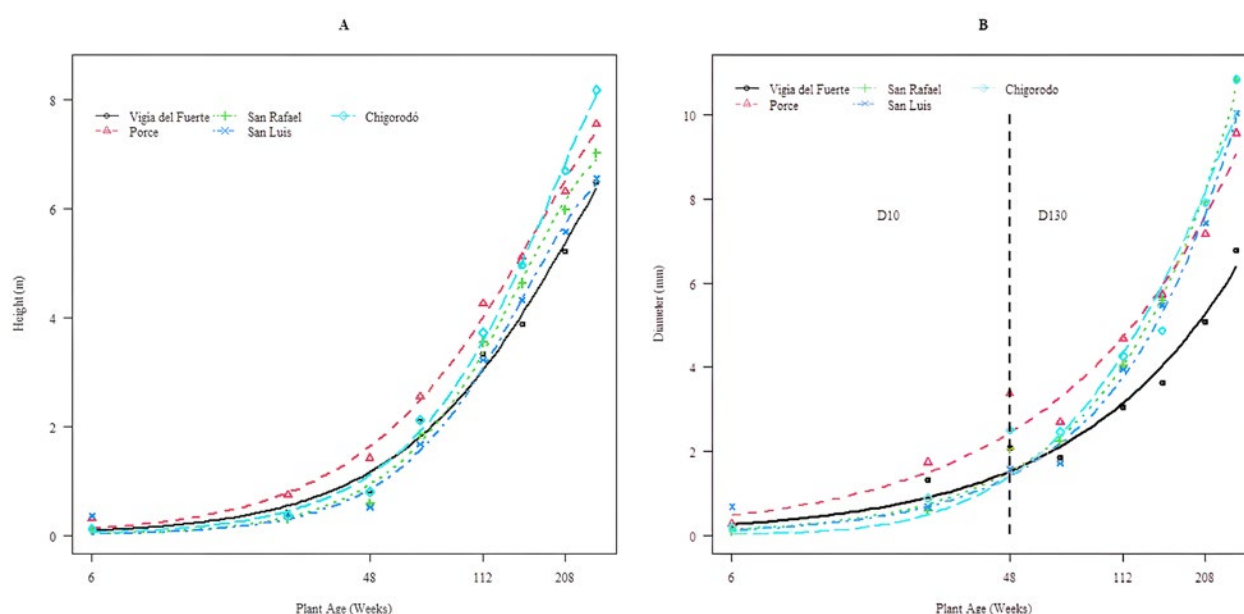 A
Vigia del Fuerte San Rafael Chigorodó
Porce San Luis
8
6
4
2
0
Height (m)
6 48 112 208
Plant Age (Weeks)
B
Vigia del Fuerte San Rafael Chigorodo
Porce San Luis
D10 D130
10
8
6
4
2
0
Diameter (mm)
6 48 112 208
Plant Age (Weeks)